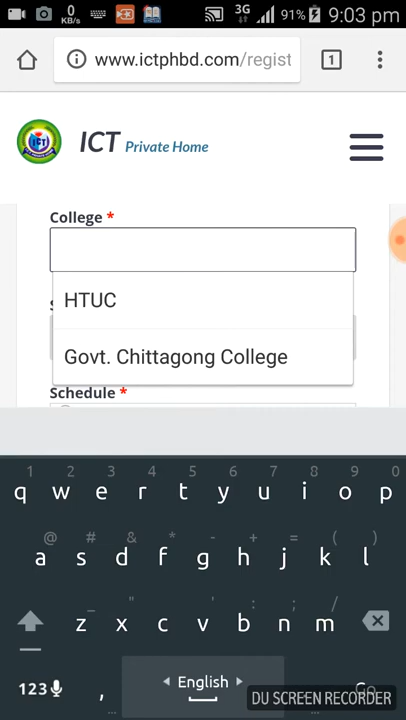 0 KB/s 3G 91% 9:03 pm
www.ictphbd.com/regist 1
ICT Private Home
College *
HTUC
Govt. Chittagong College
Schedule *
1 2 3 4 5 6 7 8 9 0
q w e r t y u i o p
@ # & * - + = ( )
a s d f g h j k l
_ " ' : ; /
z x c v b n m
123 , English Go
DU SCREEN RECORDER